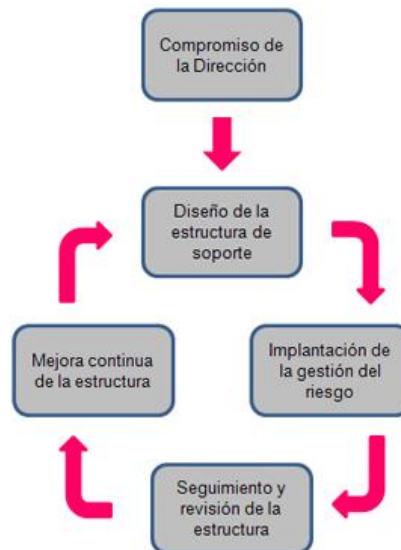 Compromiso de
la Dirección
Diseño de la
estructura de
soporte
Mejora continua
de la estructura
Implantación de
la gestión del
riesgo
Seguimiento y
revisión de la
estructura